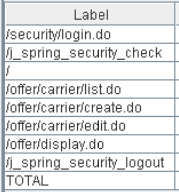 Label
/security/login.do
/j_spring_security_check
/
/offer/carrier/list.do
/offer/carrier/create.do
/offer/carrier/edit.do
/offer/display.do
/j_spring_security_logout
TOTAL